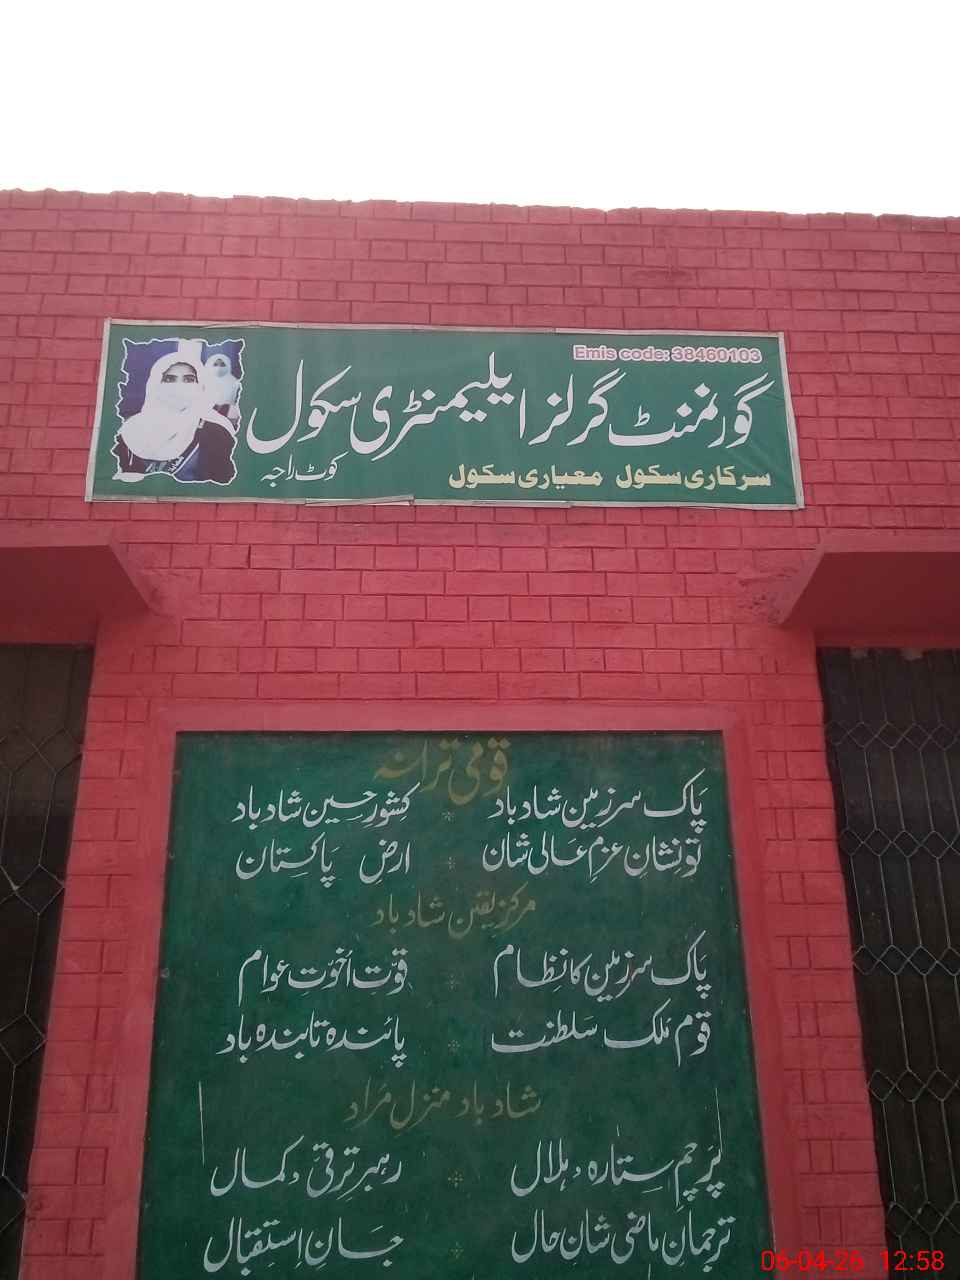 Emis code: 38460103
گورنمنٹ گرلز ایلیمنٹری سکول
سرکاری سکول معیاری سکول
کوٹ راجہ
قومی ترانہ
پاک سرزمین شاد باد کشورِ حسین شاد باد
تو نشانِ عزمِ عالی شان ارضِ پاکستان
مرکزِ یقین شاد باد
پاک سرزمین کا نظام قوّتِ اخوّتِ عوام
قوم ملک سلطنت پائندہ تابندہ باد
شاد باد منزلِ مُراد
پرچمِ ستارہ و ہلال رہبرِ ترقی و کمال
ترجمانِ ماضی شانِ حال جانِ استقبال
06-04-26 12:58